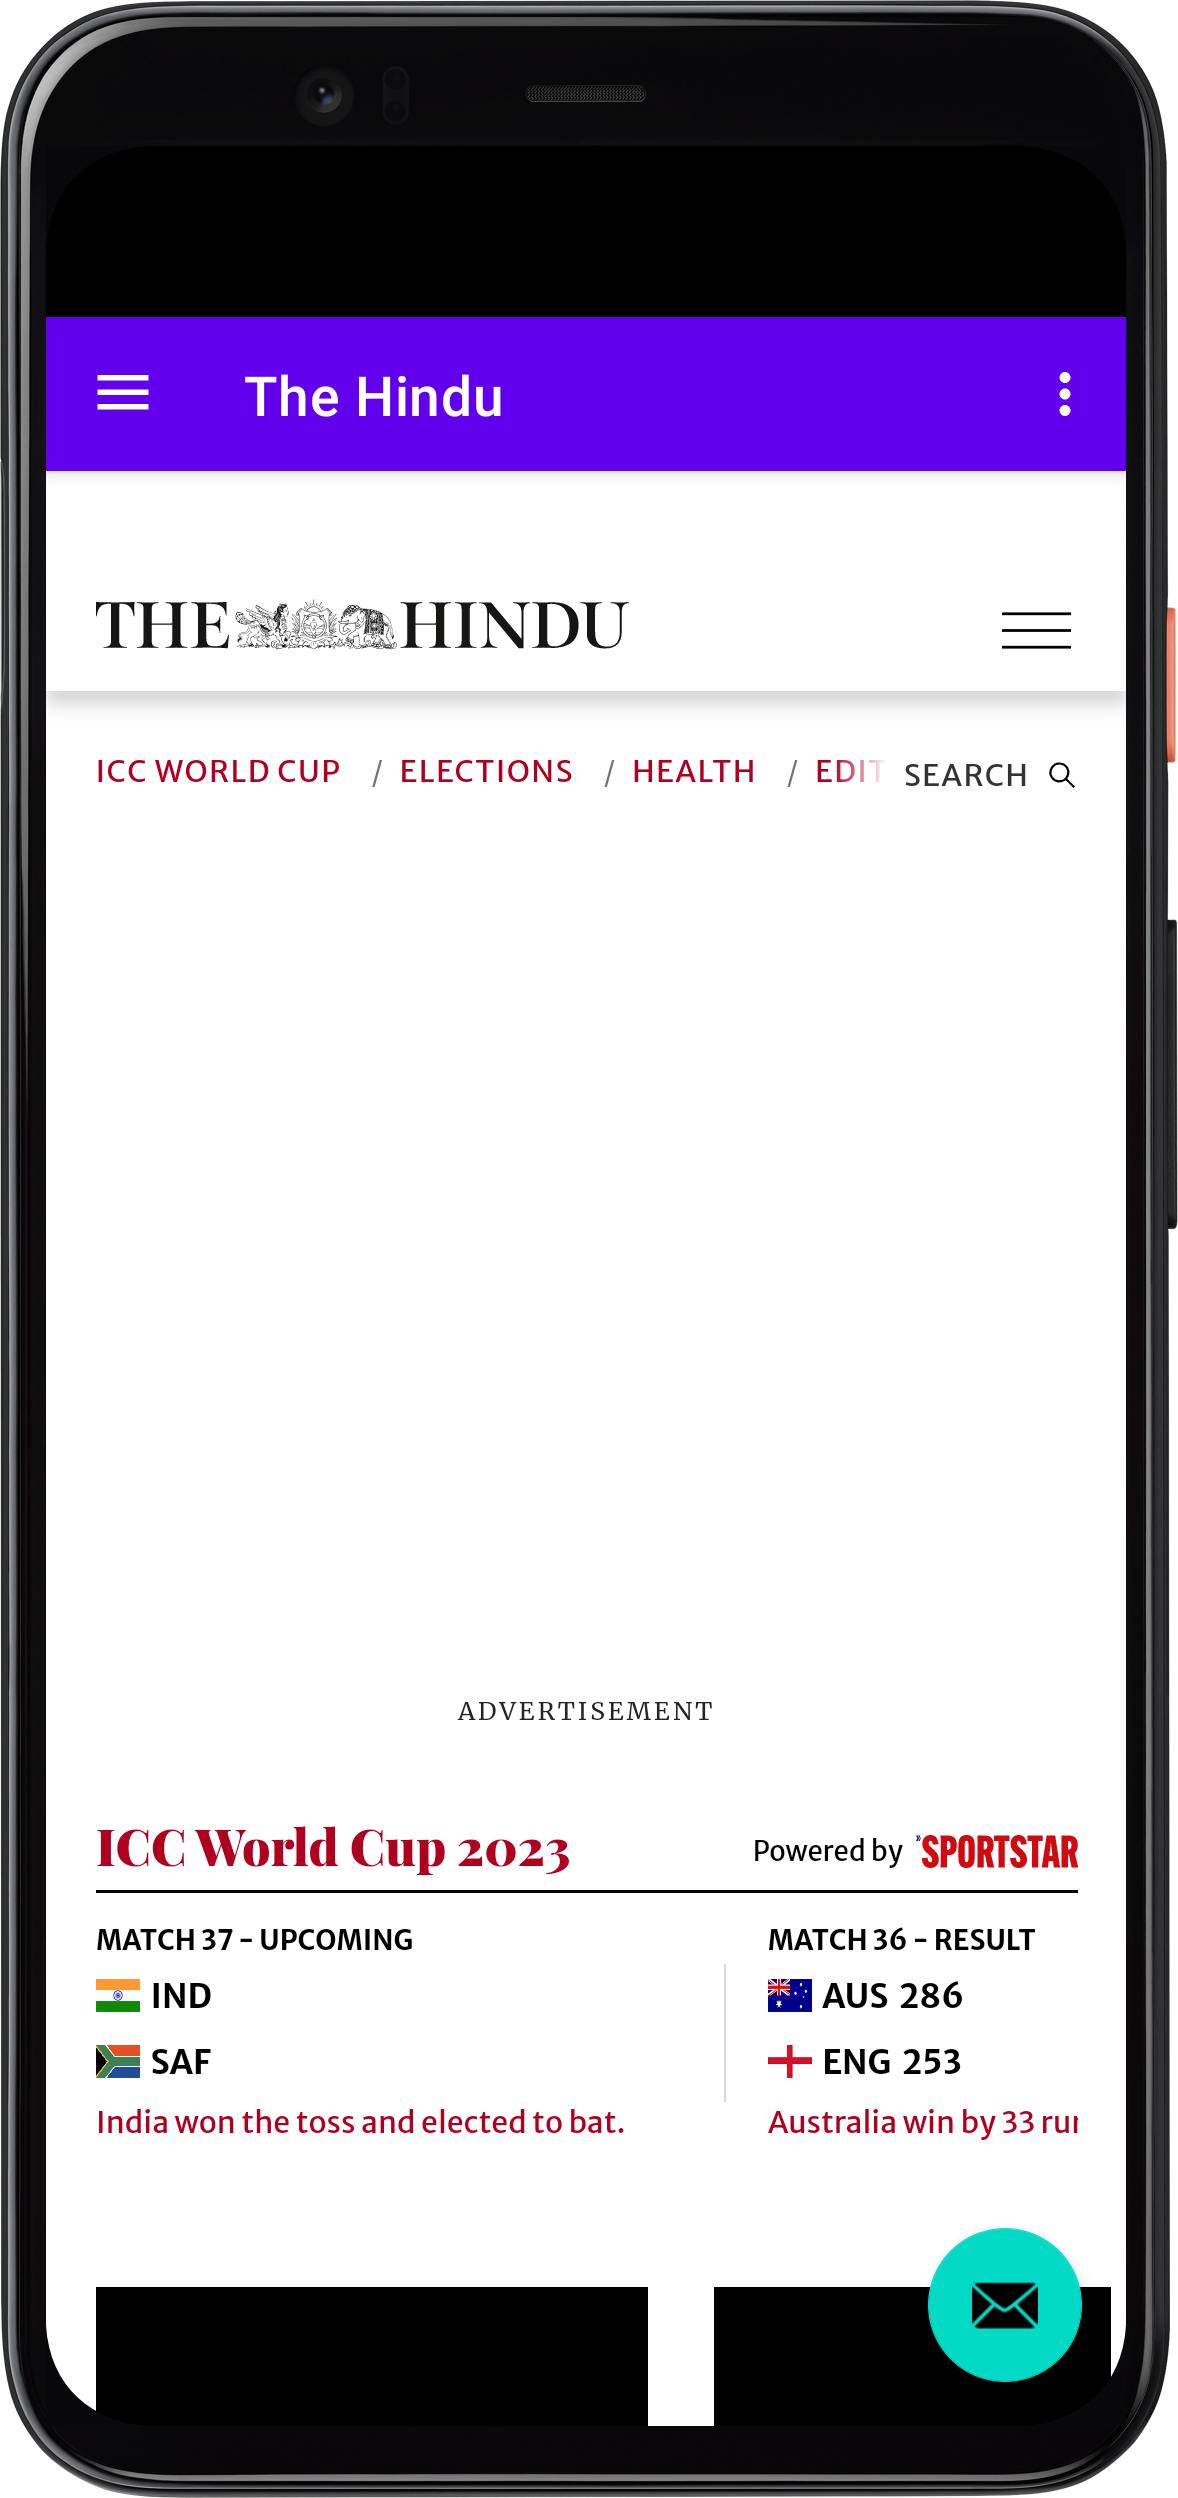 The Hindu
THE HINDU
ICC WORLD CUP / ELECTIONS / HEALTH / EDIT SEARCH
ADVERTISEMENT
ICC World Cup 2023 Powered by SPORTSTAR
MATCH 37 - UPCOMING
IND
SAF
India won the toss and elected to bat.
MATCH 36 - RESULT
AUS 286
ENG 253
Australia win by 33 run